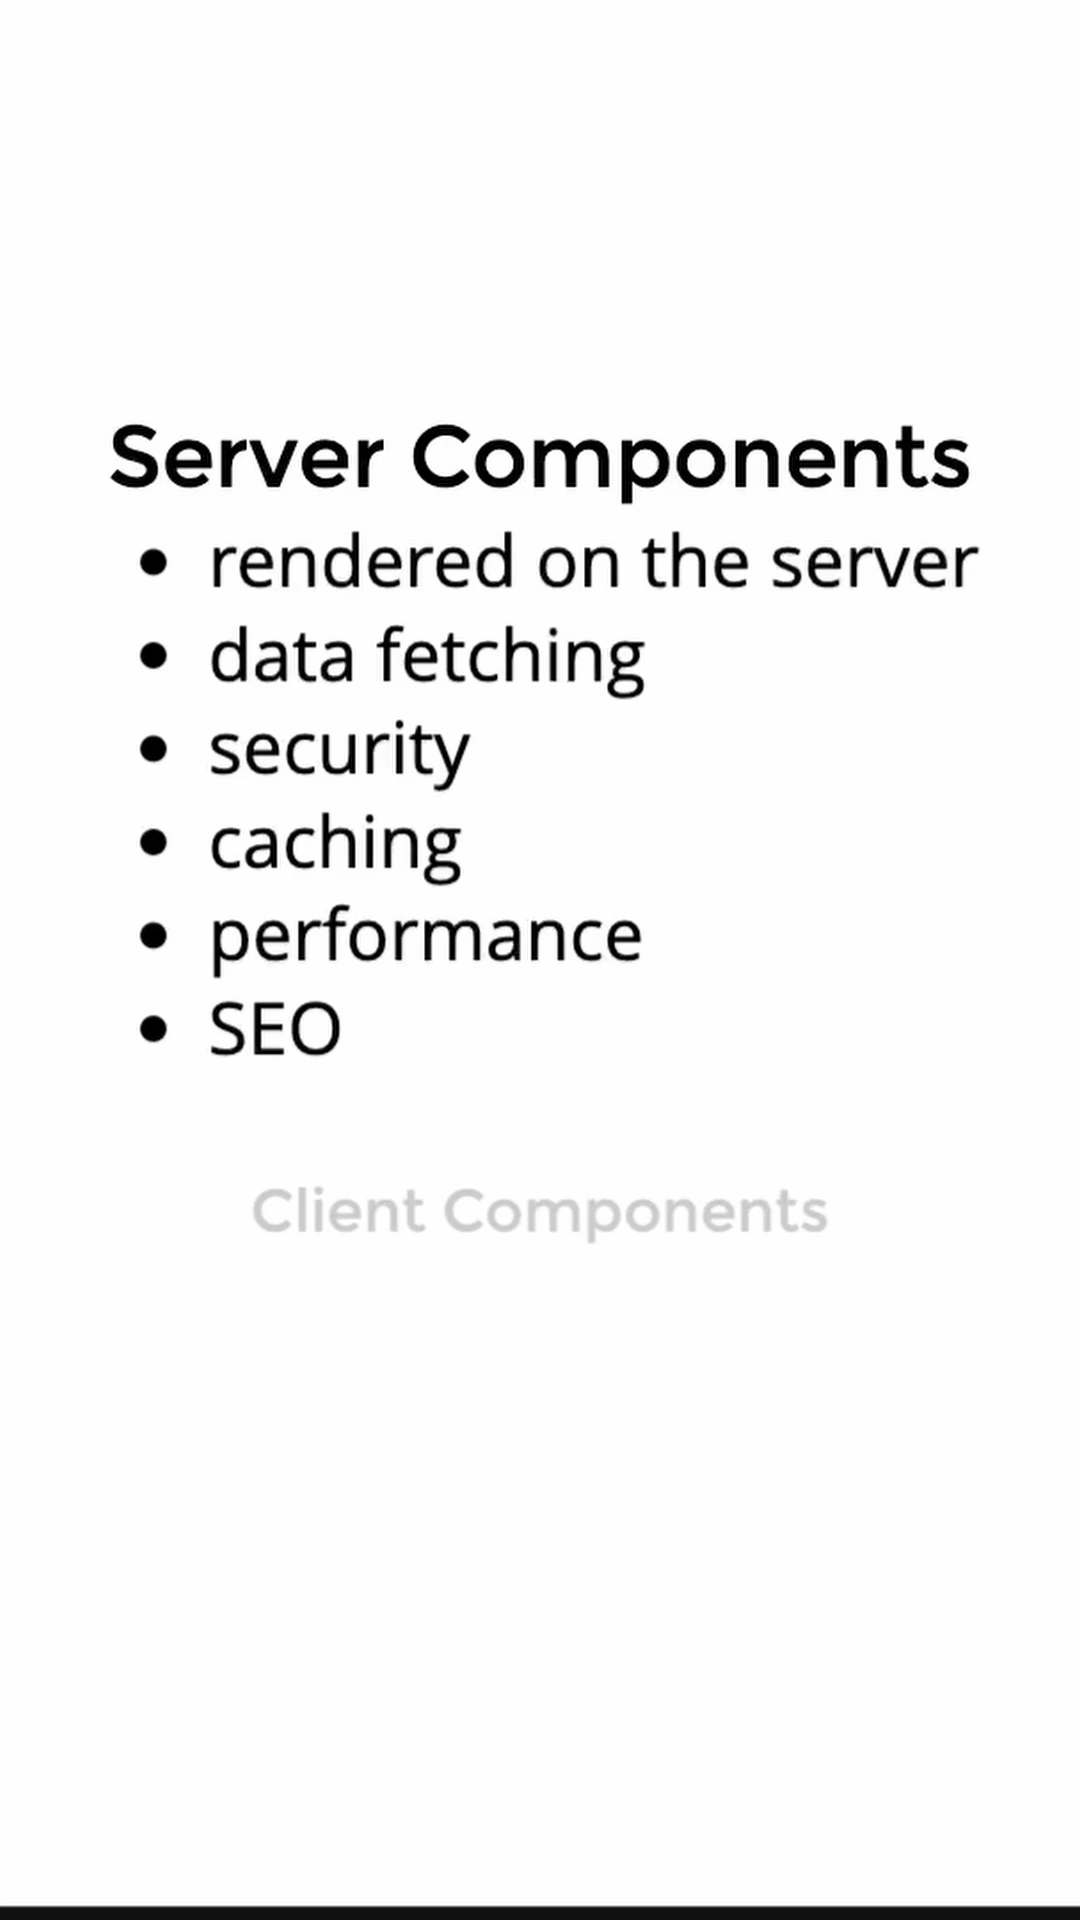 Server Components
• rendered on the server
• data fetching
• security
• caching
• performance
• SEO
Client Components